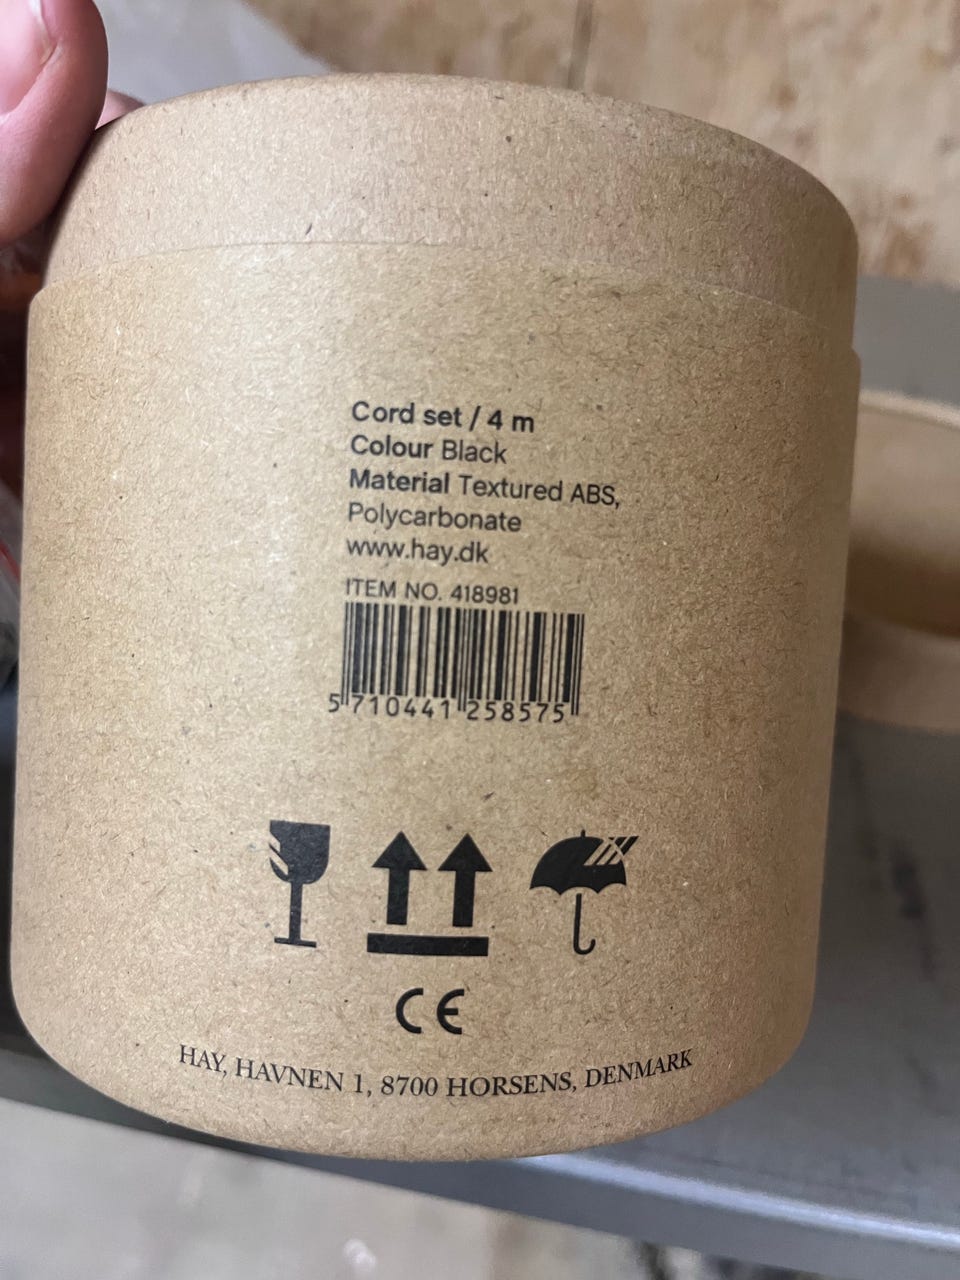 Cord set / 4 m
Colour Black
Material Textured ABS,
Polycarbonate
www.hay.dk
ITEM NO. 418981
5 710441 258575
CE
HAY, HAVNEN 1, 8700 HORSENS, DENMARK